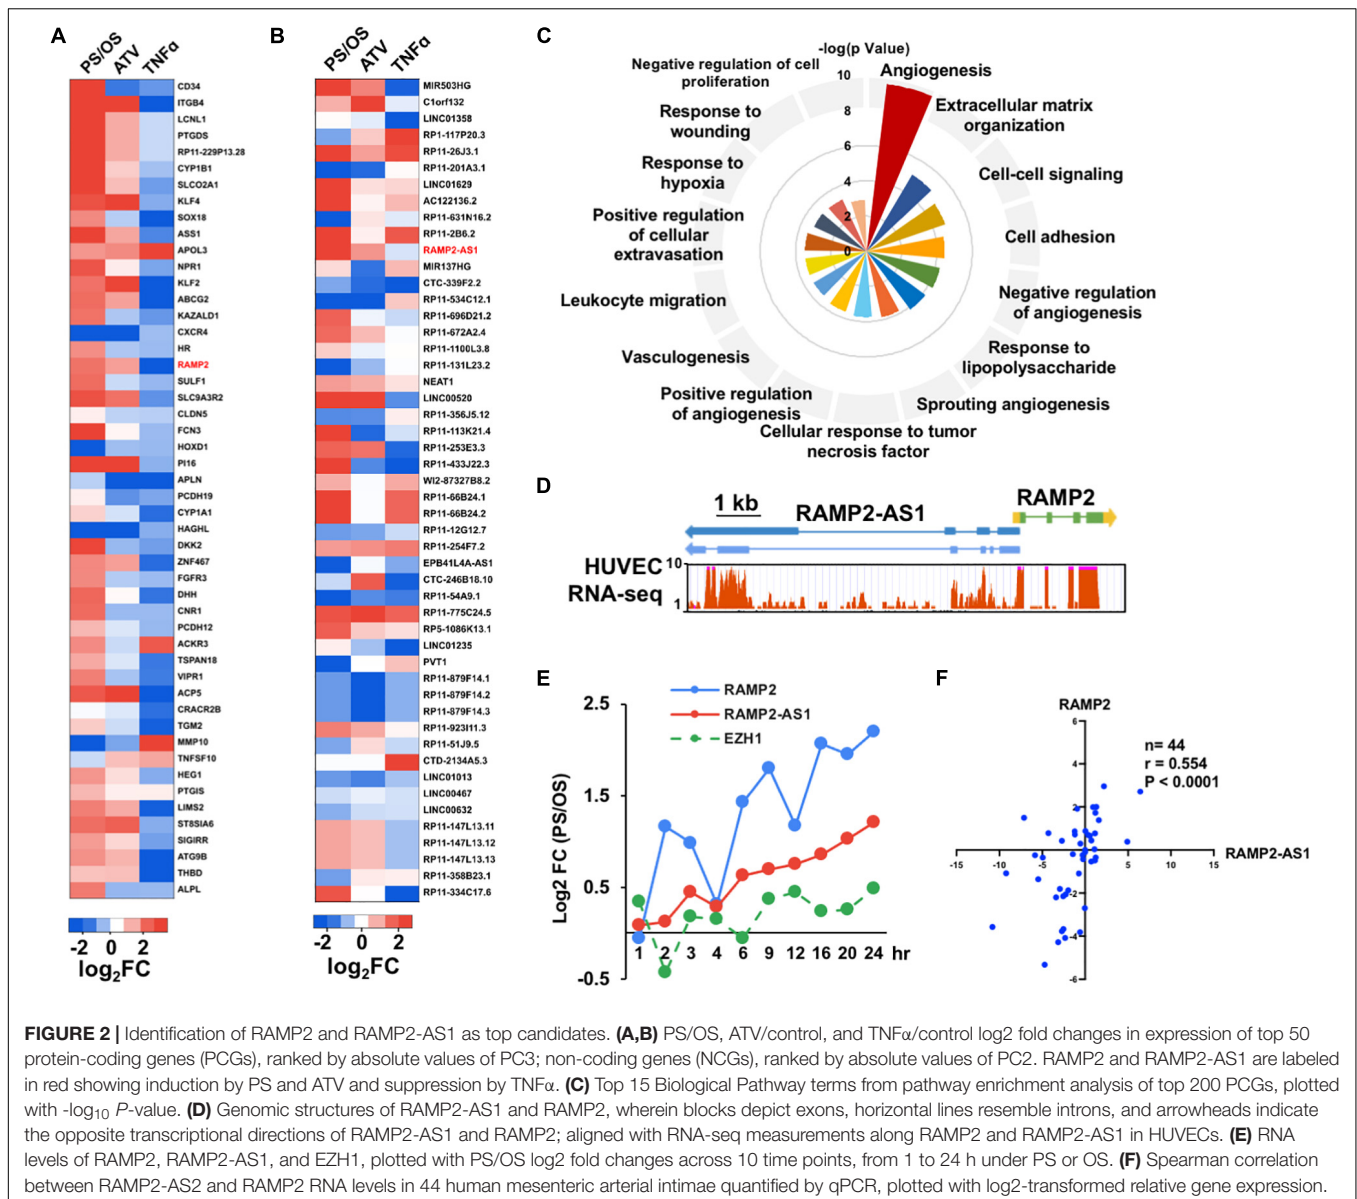 A
PS/OS
ATV
TNFα
CD34
ITGB4
LCNL1
PTGDS
RP11-229P13.28
CYP1B1
SLCO2A1
KLF4
SOX18
ASS1
APOL3
NPR1
KLF2
ABCG2
KAZALD1
CXCR4
HR
RAMP2
SULF1
SLC9A3R2
CLDN5
FCN3
HOXD1
PI16
APLN
PCDH19
CYP1A1
HAGHL
DKK2
ZNF467
FGFR3
DHH
CNR1
PCDH12
ACKR3
TSPAN18
VIPR1
ACP5
CRACR2B
TGM2
MMP10
TNFSF10
HEG1
PTGIS
LIMS2
ST8SIA6
SIGIRR
ATG9B
THBD
ALPL
-2 0 2
log2FC
B
PS/OS
ATV
TNFα
MIR503HG
C1orf132
LINC01358
RP1-117P20.3
RP11-26J3.1
RP11-201A3.1
LINC01629
AC122136.2
RP11-631N16.2
RP11-2B6.2
RAMP2-AS1
MIR137HG
CTC-339F2.2
RP11-534C12.1
RP11-696D21.2
RP11-672A2.4
RP11-1100L3.8
RP11-131L23.2
NEAT1
LINC00520
RP11-356J5.12
RP11-113K21.4
RP11-253E3.3
RP11-433J22.3
WI2-87327B8.2
RP11-66B24.1
RP11-66B24.2
RP11-12G12.7
RP11-254F7.2
EPB41L4A-AS1
CTC-246B18.10
RP11-54A9.1
RP11-775C24.5
RP5-1086K13.1
LINC01235
PVT1
RP11-879F14.1
RP11-879F14.2
RP11-879F14.3
RP11-923I11.3
RP11-51J9.5
CTD-2134A5.3
LINC01013
LINC00467
LINC00632
RP11-147L13.11
RP11-147L13.12
RP11-147L13.13
RP11-358B23.1
RP11-334C17.6
-2 0 2
log2FC
C
-log(p Value)
10
8
6
4
2
0
Angiogenesis
Extracellular matrix
organization
Cell-cell signaling
Cell adhesion
Negative regulation
of angiogenesis
Response to
lipopolysaccharide
Sprouting angiogenesis
Cellular response to tumor
necrosis factor
Positive regulation
of angiogenesis
Vasculogenesis
Leukocyte migration
Positive regulation
of cellular
extravasation
Response to
hypoxia
Response to
wounding
Negative regulation of cell
proliferation
D
1 kb
RAMP2-AS1
RAMP2
HUVEC
RNA-seq
10
1
E
RAMP2
RAMP2-AS1
EZH1
Log2 FC (PS/OS)
2.5
1.5
0.5
-0.5
1 2 3 4 6 9 12 16 20 24 hr
F
RAMP2
n= 44
r = 0.554
P < 0.0001
6
4
2
-2
-4
-6
-15 -10 -5 5 10 15
RAMP2-AS1
FIGURE 2 | Identification of RAMP2 and RAMP2-AS1 as top candidates. (A,B) PS/OS, ATV/control, and TNFα/control log2 fold changes in expression of top 50
protein-coding genes (PCGs), ranked by absolute values of PC3; non-coding genes (NCGs), ranked by absolute values of PC2. RAMP2 and RAMP2-AS1 are labeled
in red showing induction by PS and ATV and suppression by TNFα. (C) Top 15 Biological Pathway terms from pathway enrichment analysis of top 200 PCGs, plotted
with -log10 P-value. (D) Genomic structures of RAMP2-AS1 and RAMP2, wherein blocks depict exons, horizontal lines resemble introns, and arrowheads indicate
the opposite transcriptional directions of RAMP2-AS1 and RAMP2; aligned with RNA-seq measurements along RAMP2 and RAMP2-AS1 in HUVECs. (E) RNA
levels of RAMP2, RAMP2-AS1, and EZH1, plotted with PS/OS log2 fold changes across 10 time points, from 1 to 24 h under PS or OS. (F) Spearman correlation
between RAMP2-AS2 and RAMP2 RNA levels in 44 human mesenteric arterial intimae quantified by qPCR, plotted with log2-transformed relative gene expression.